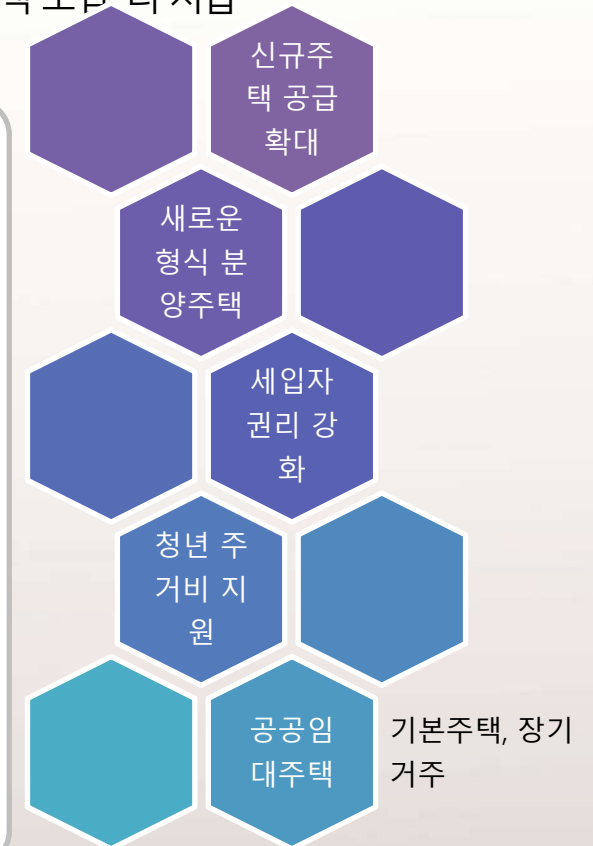 신규주
택 공급
확대
새로운
형식 분
양주택
세입자
권리 강
화
청년 주
거비 지
원
공공임
대주택
기본주택, 장기
거주